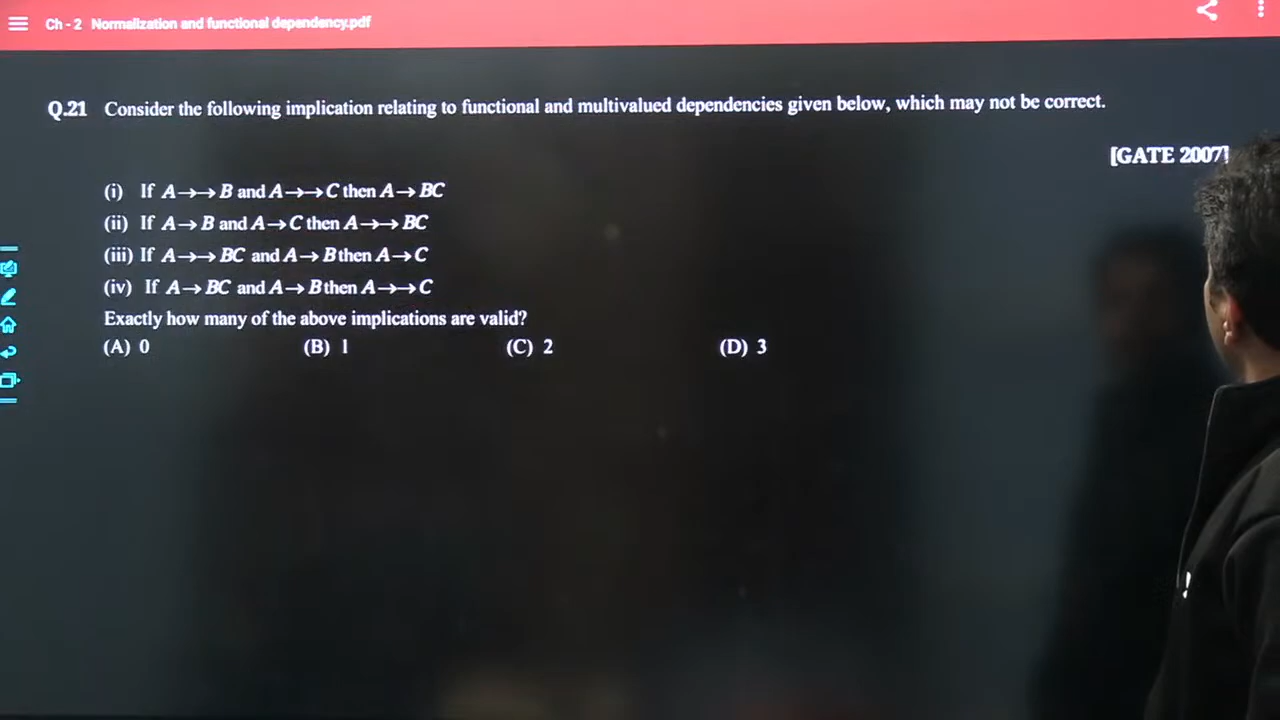 Ch - 2 Normalization and functional dependency.pdf
Q.21 Consider the following implication relating to functional and multivalued dependencies given below, which may not be correct.
[GATE 2007]
(i) If A→→B and A→→C then A→BC
(ii) If A→B and A→C then A→→BC
(iii) If A→→ BC and A→B then A→C
(iv) If A→BC and A→B then A→→C
Exactly how many of the above implications are valid?
(A) 0 (B) 1 (C) 2 (D) 3